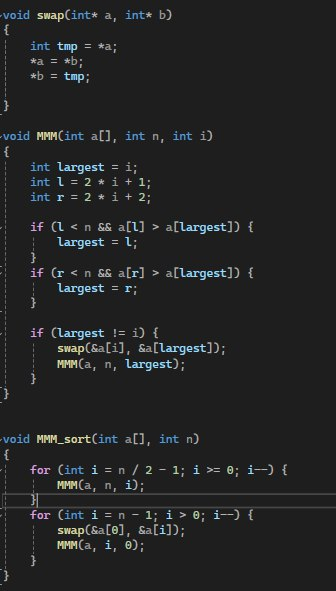 void swap(int* a, int* b)
{
    int tmp = *a;
    *a = *b;
    *b = tmp;
}
void MMM(int a[], int n, int i)
{
    int largest = i;
    int l = 2 * i + 1;
    int r = 2 * i + 2;
    if (l < n && a[l] > a[largest]) {
        largest = l;
    }
    if (r < n && a[r] > a[largest]) {
        largest = r;
    }
    if (largest != i) {
        swap(&a[i], &a[largest]);
        MMM(a, n, largest);
    }
}
void MMM_sort(int a[], int n)
{
    for (int i = n / 2 - 1; i >= 0; i--) {
        MMM(a, n, i);
    }
    for (int i = n - 1; i > 0; i--) {
        swap(&a[0], &a[i]);
        MMM(a, i, 0);
    }
}